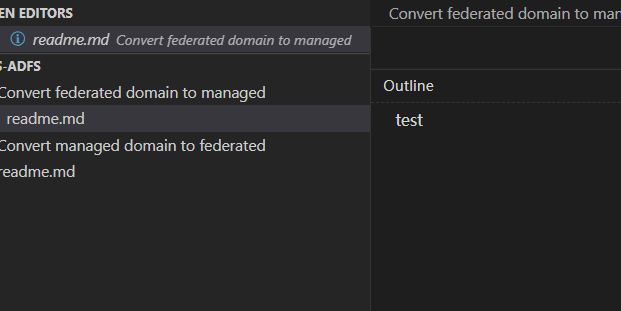 EN EDITORS
readme.md Convert federated domain to managed
S-ADFS
Convert federated domain to managed
readme.md
Convert managed domain to federated
readme.md
Convert federated domain to man
Outline
test